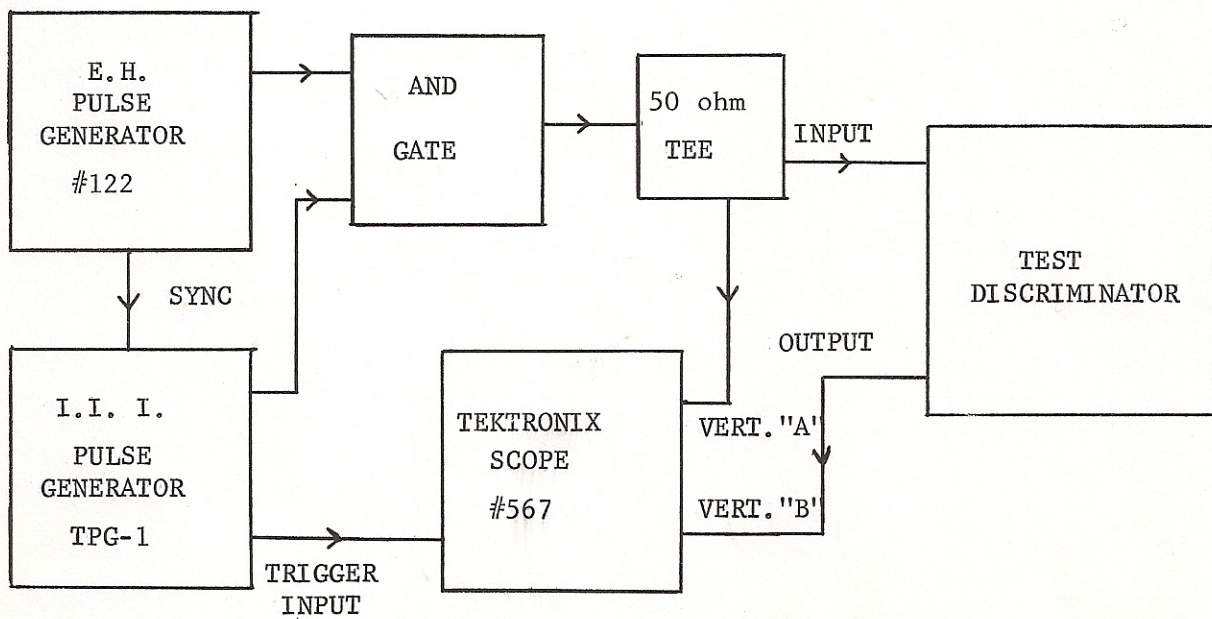 E.H.
PULSE
GENERATOR
#122
AND
GATE
50 ohm
TEE
INPUT
TEST
DISCRIMINATOR
SYNC
OUTPUT
I.I. I.
PULSE
GENERATOR
TPG-1
TEKTRONIX
SCOPE
#567
VERT."A"
VERT."B"
TRIGGER
INPUT